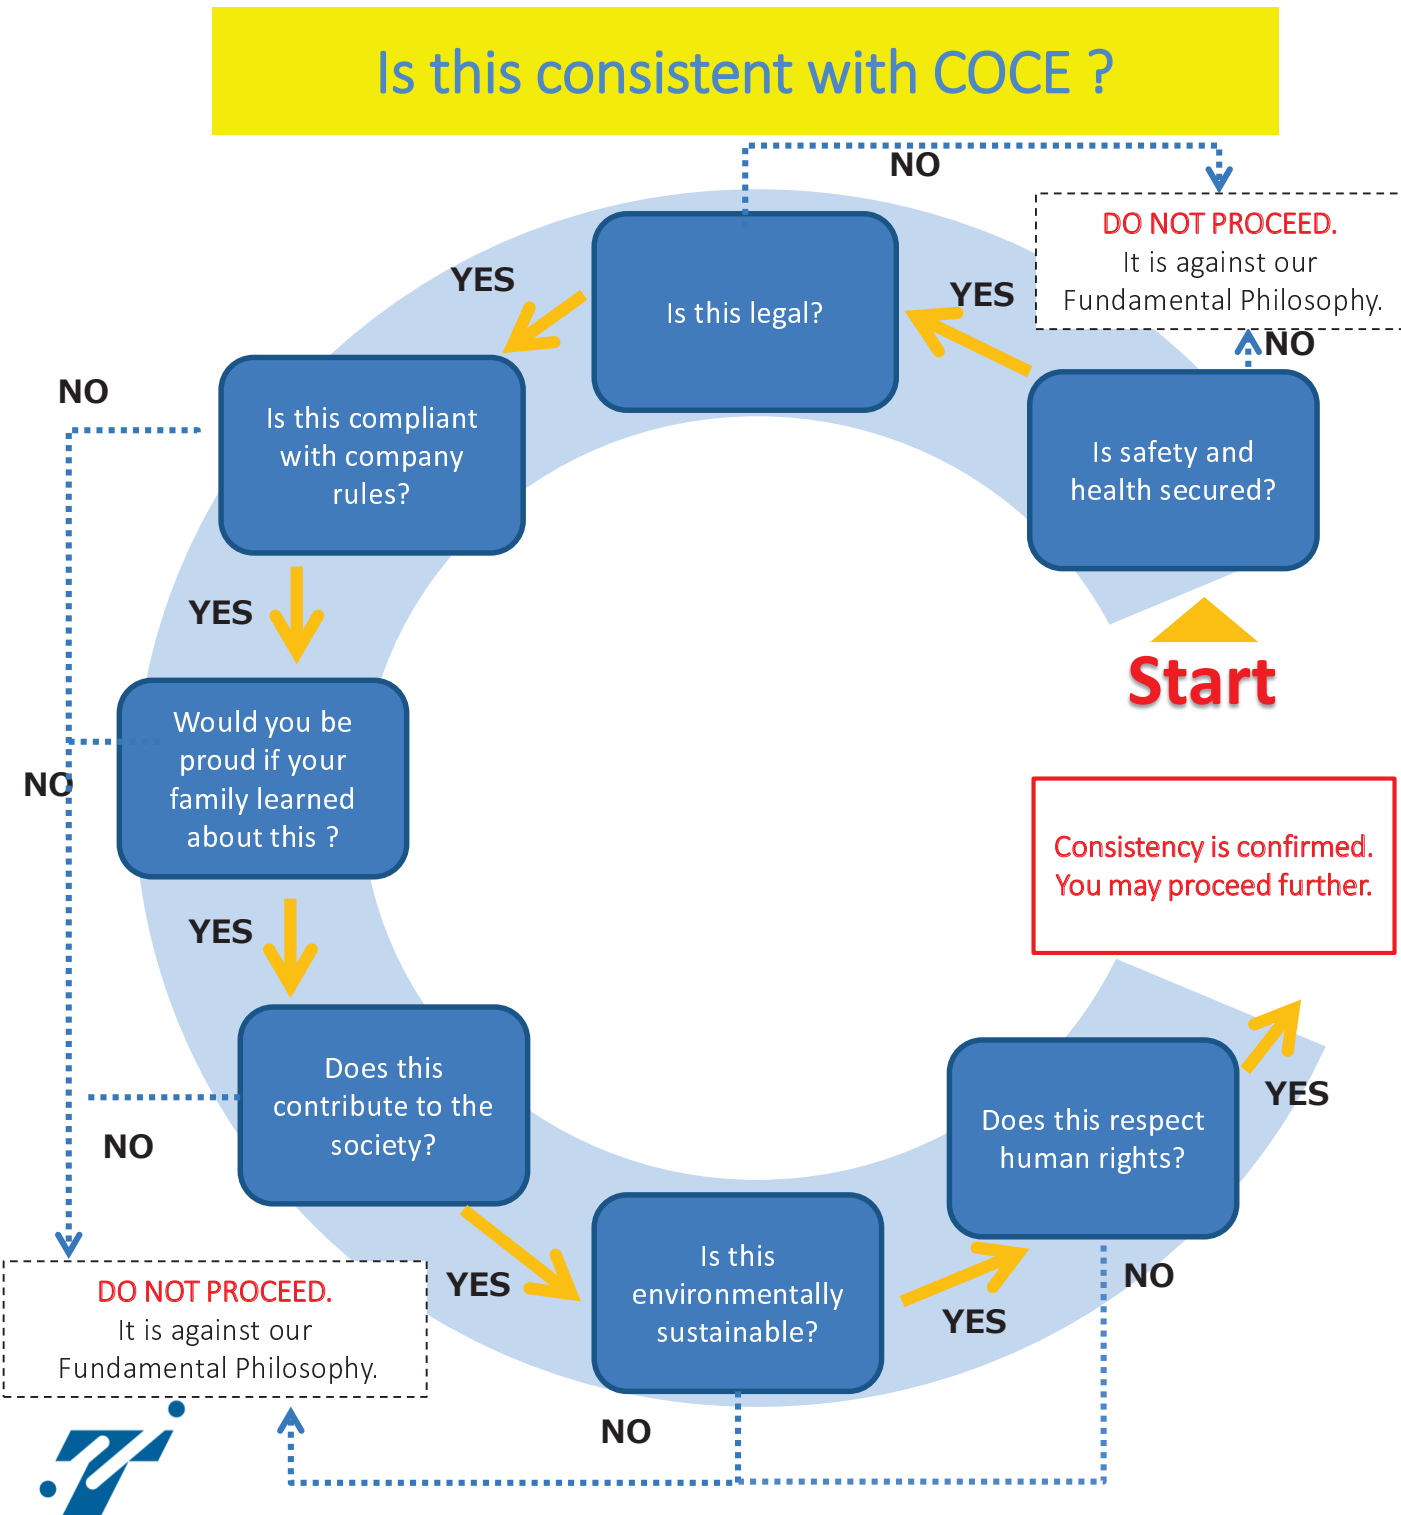 Is this consistent with COCE ?
NO
DO NOT PROCEED.
It is against our
Fundamental Philosophy.
YES
Is this legal?
YES
NO
Is safety and
health secured?
Start
NO
Is this compliant
with company
rules?
YES
Would you be
proud if your
family learned
about this ?
NO
YES
Does this
contribute to the
society?
NO
YES
DO NOT PROCEED.
It is against our
Fundamental Philosophy.
Is this
environmentally
sustainable?
NO
YES
Does this respect
human rights?
NO
YES
Consistency is confirmed.
You may proceed further.